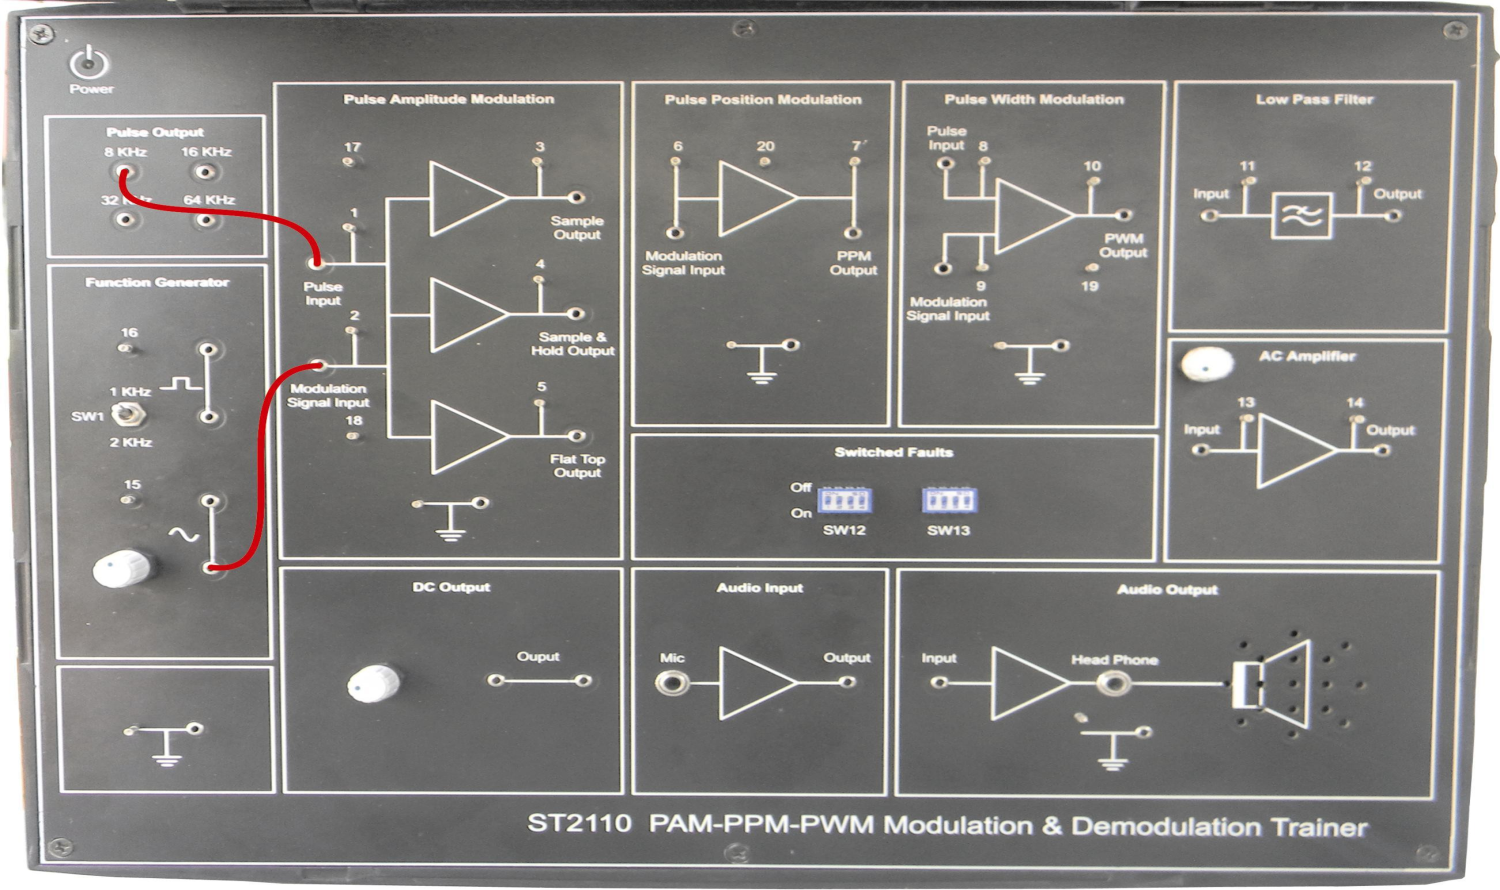 Power
Pulse Output
8 KHz 16 KHz
32 KHz 64 KHz
Function Generator
16
1 KHz
SW1
2 KHz
15
Pulse Amplitude Modulation
17
3
1
Sample
Output
Pulse
Input
4
2
Sample &
Hold Output
Modulation
Signal Input
5
18
Flat Top
Output
Pulse Position Modulation
6 20 7
Modulation
Signal Input
PPM
Output
Pulse Width Modulation
Pulse
Input 8
10
PWM
Output
9 19
Modulation
Signal Input
Low Pass Filter
11 12
Input Output
AC Amplifier
13 14
Input Output
Switched Faults
Off
On
SW12 SW13
DC Output
Ouput
Audio Input
Mic Output
Audio Output
Input Head Phone
ST2110 PAM-PPM-PWM Modulation & Demodulation Trainer